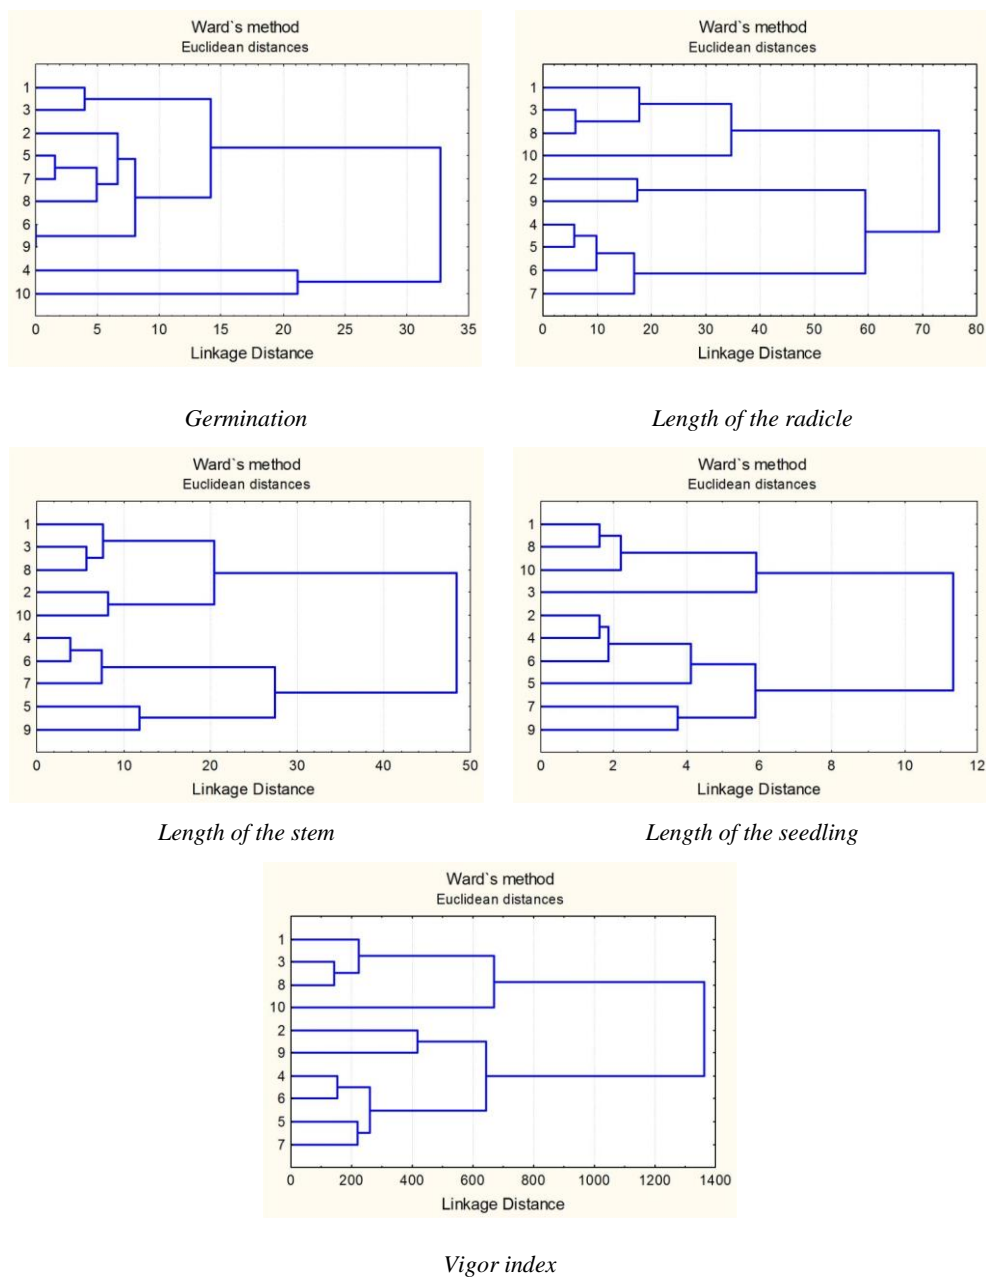 Ward`s method
Euclidean distances
1
3
2
5
7
8
6
9
4
10
0 5 10 15 20 25 30 35
Linkage Distance
Germination
Ward`s method
Euclidean distances
1
3
8
10
2
9
4
5
6
7
0 10 20 30 40 50 60 70 80
Linkage Distance
Length of the radicle
Ward`s method
Euclidean distances
1
3
8
2
10
4
6
7
5
9
0 10 20 30 40 50
Linkage Distance
Length of the stem
Ward`s method
Euclidean distances
1
8
10
3
2
4
6
5
7
9
0 2 4 6 8 10 12
Linkage Distance
Length of the seedling
Ward`s method
Euclidean distances
1
3
8
10
2
9
4
6
5
7
0 200 400 600 800 1000 1200 1400
Linkage Distance
Vigor index